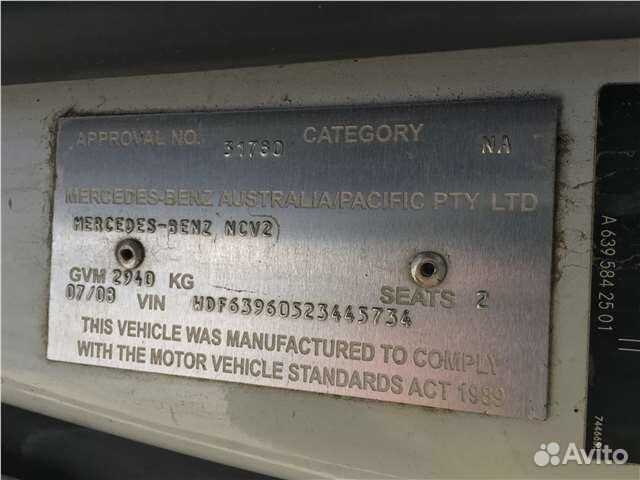 APPROVAL NO. 31780 CATEGORY NA
MERCEDES-BENZ AUSTRALIA/PACIFIC PTY LTD
MERCEDES-BENZ NCV2
GVM 2940 KG
SEATS 2
07/08 VIN WDF63960523443734
THIS VEHICLE WAS MANUFACTURED TO COMPLY
WITH THE MOTOR VEHICLE STANDARDS ACT 1989
A 639 584 25 01
Avito